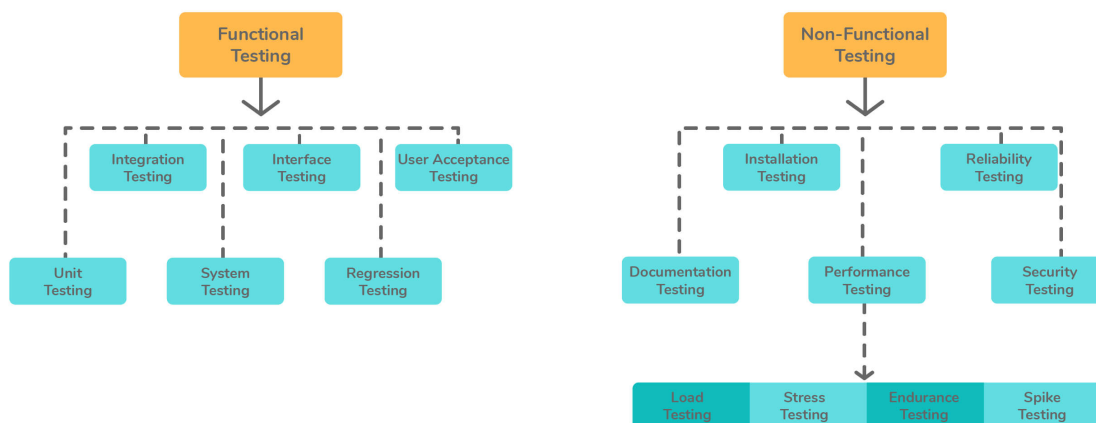 Functional
Testing
Non-Functional
Testing
Integration
Testing
Interface
Testing
User Acceptance
Testing
Installation
Testing
Reliability
Testing
Unit
Testing
System
Testing
Regression
Testing
Documentation
Testing
Performance
Testing
Security
Testing
Load
Testing
Stress
Testing
Endurance
Testing
Spike
Testing